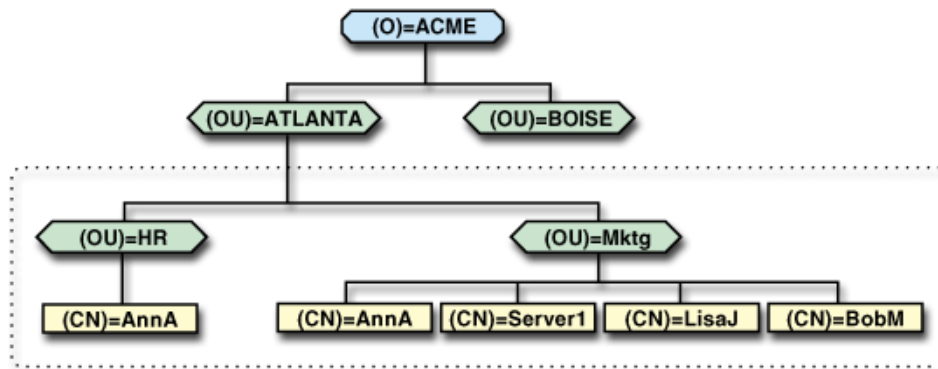 (O)=ACME
(OU)=ATLANTA
(OU)=BOISE
(OU)=HR
(OU)=Mktg
(CN)=AnnA
(CN)=AnnA
(CN)=Server1
(CN)=LisaJ
(CN)=BobM